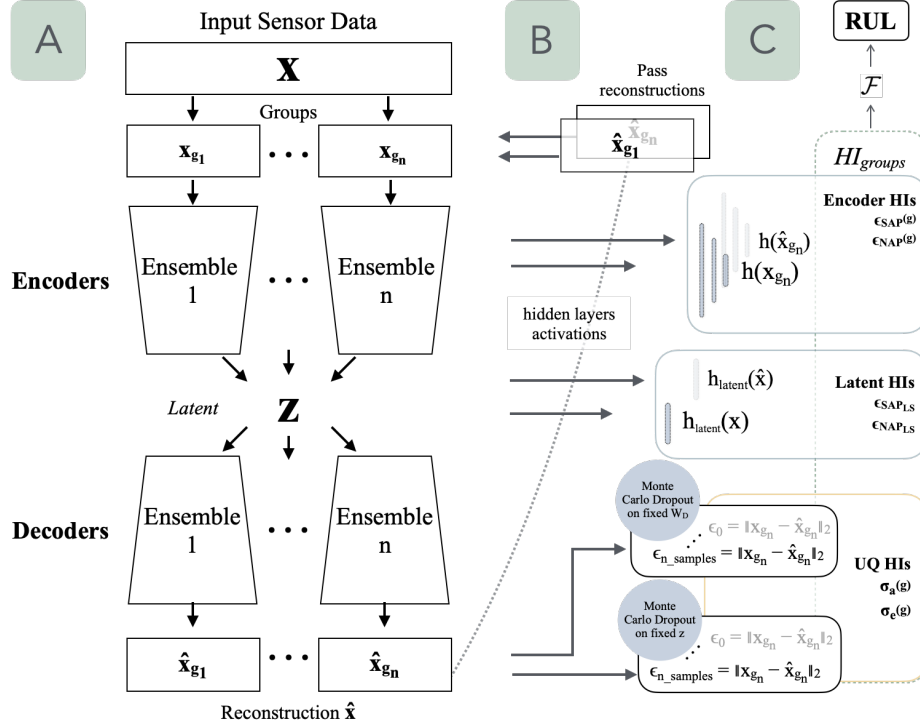 A
Input Sensor Data
x
Groups
x_g1 • • • x_gn
Encoders
Ensemble
1
• • •
Ensemble
n
Latent
z
Decoders
Ensemble
1
• • •
Ensemble
n
x̂_g1 • • • x̂_gn
Reconstruction x̂
B
Pass
reconstructions
x̂_gn
x̂_g1
hidden layers
activations
C
RUL
ℱ
HI_groups
Encoder HIs
ϵ_SAP^(g)
ϵ_NAP^(g)
h(x̂_gn)
h(x_gn)
Latent HIs
ϵ_SAP_LS
ϵ_NAP_LS
h_latent(x̂)
h_latent(x)
Monte
Carlo Dropout
on fixed W_D
ϵ_0 = ‖x_gn − x̂_gn‖_2
ϵ_n_samples = ‖x_gn − x̂_gn‖_2
UQ HIs
σ_a^(g)
σ_e^(g)
Monte
Carlo Dropout
on fixed z
ϵ_0 = ‖x_gn − x̂_gn‖_2
ϵ_n_samples = ‖x_gn − x̂_gn‖_2